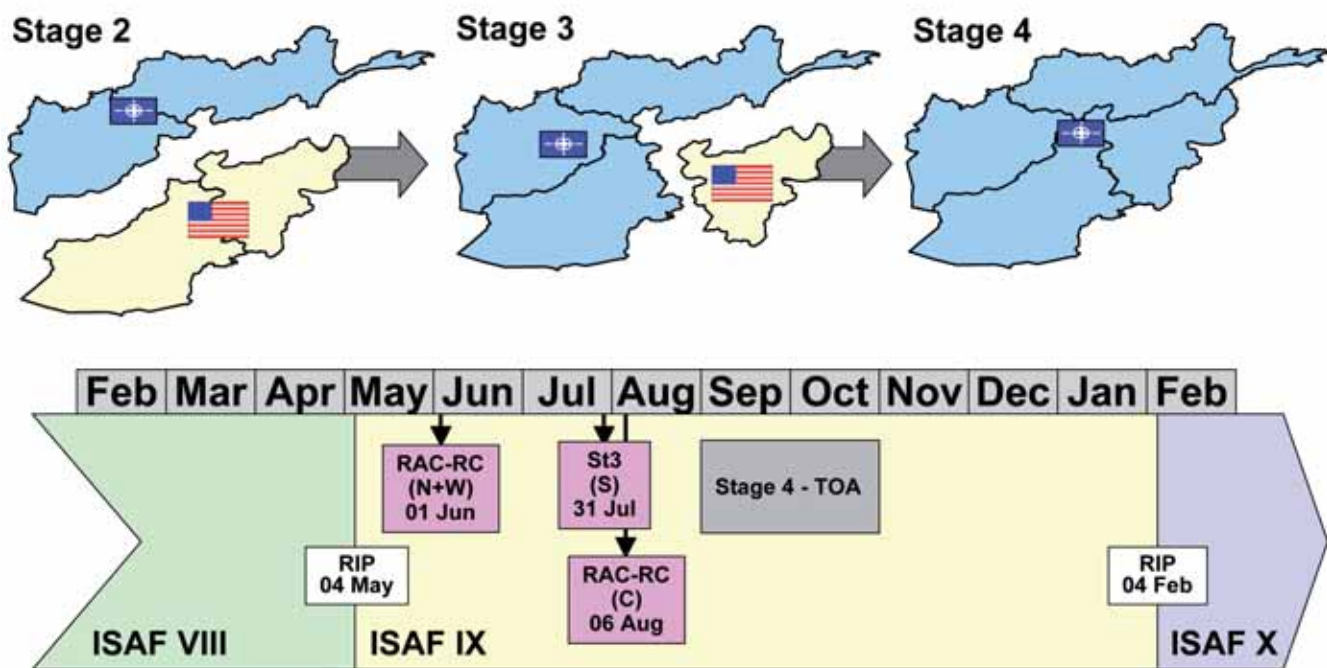 Stage 2
Stage 3
Stage 4
Feb Mar Apr May Jun Jul Aug Sep Oct Nov Dec Jan Feb
RAC-RC
(N+W)
01 Jun
St3
(S)
31 Jul
Stage 4 - TOA
RIP
04 May
RAC-RC
(C)
06 Aug
RIP
04 Feb
ISAF VIII
ISAF IX
ISAF X